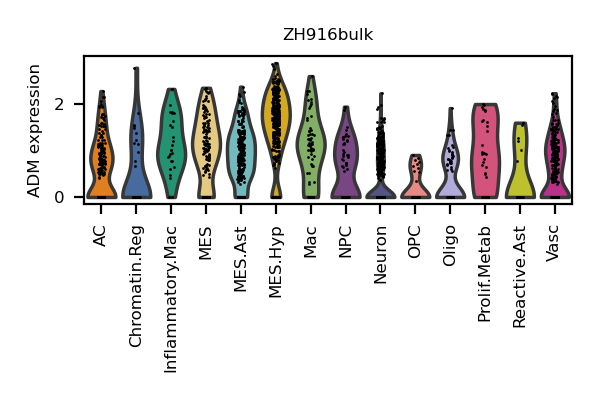 ZH916bulk
ADM expression
2
0
AC
Chromatin.Reg
Inflammatory.Mac
MES
MES.Ast
MES.Hyp
Mac
NPC
Neuron
OPC
Oligo
Prolif.Metab
Reactive.Ast
Vasc